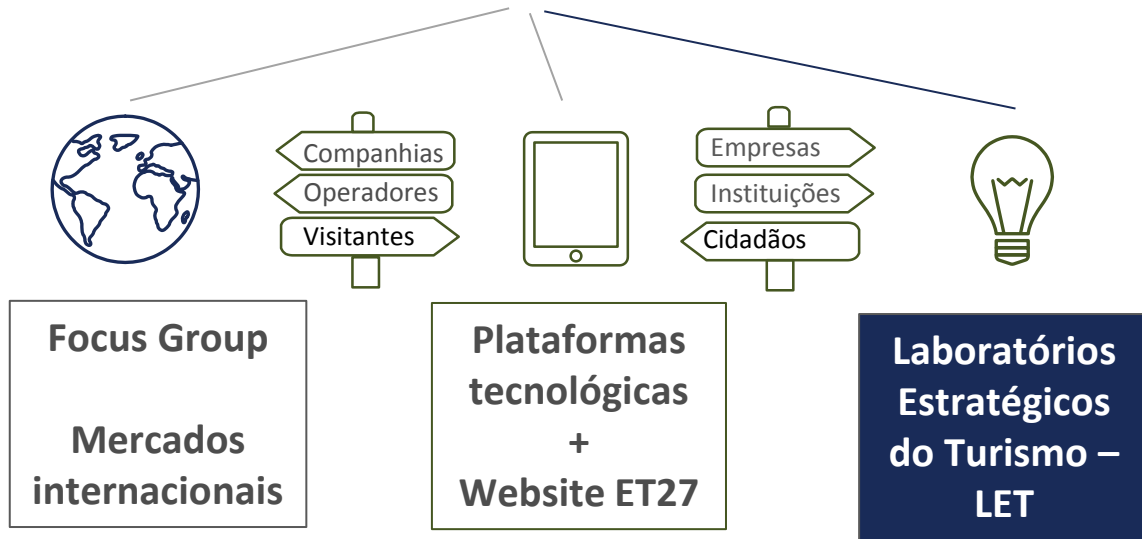 Companhias
Operadores
Visitantes
Empresas
Instituições
Cidadãos
Focus Group
Mercados
internacionais
Plataformas
tecnológicas
+
Website ET27
Laboratórios
Estratégicos
do Turismo –
LET